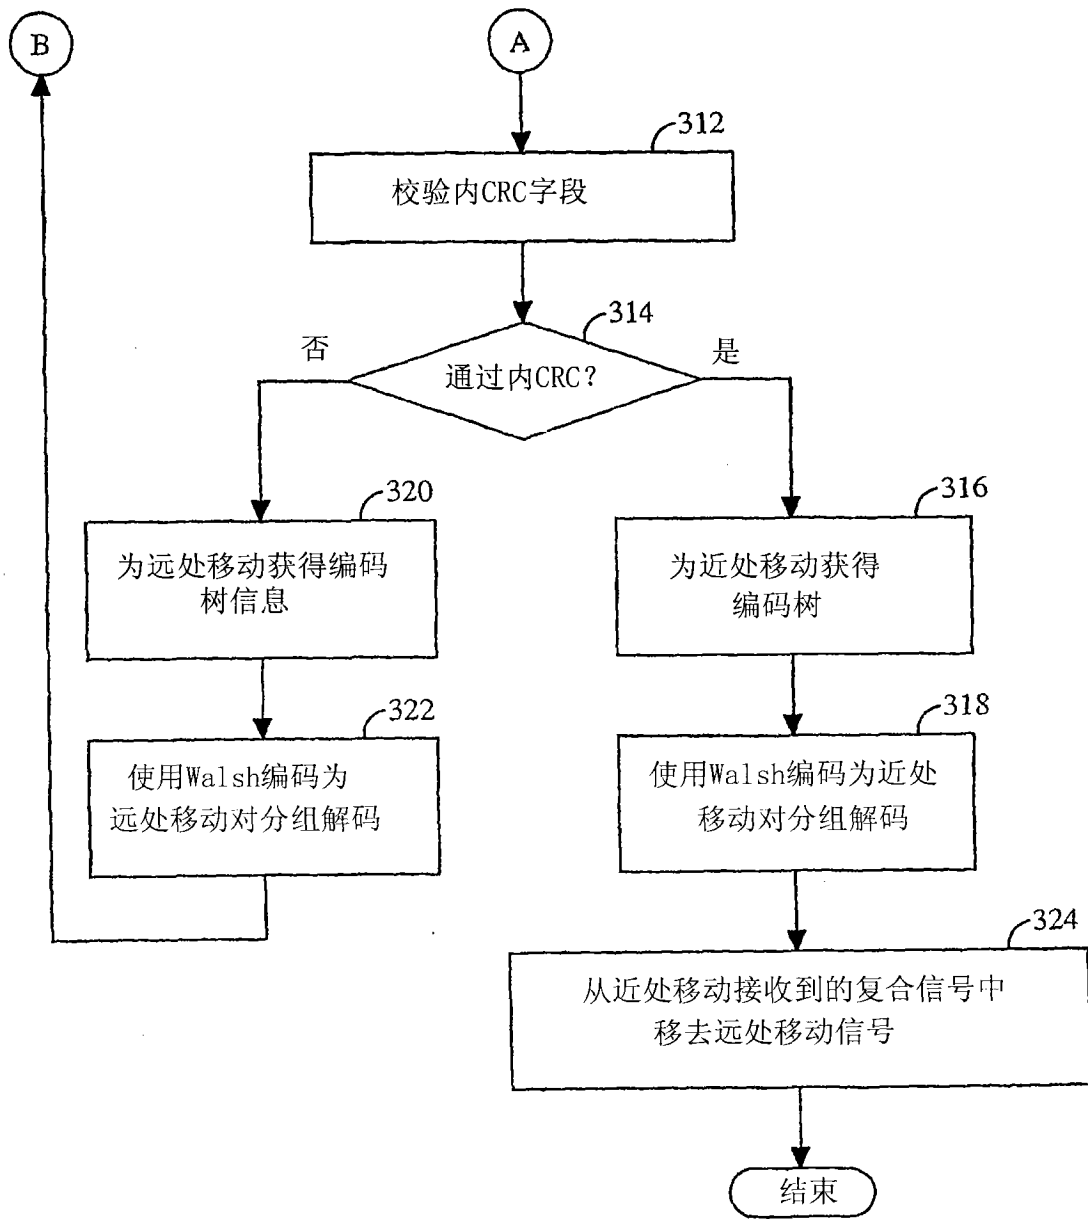 B
A
312
校验内CRC字段
314
否
是
通过内CRC?
320
为远处移动获得编码
树信息
316
为近处移动获得
编码树
322
使用Walsh编码为
远处移动对分组解码
318
使用Walsh编码为近处
移动对分组解码
324
从近处移动接收到的复合信号中
移去远处移动信号
结束